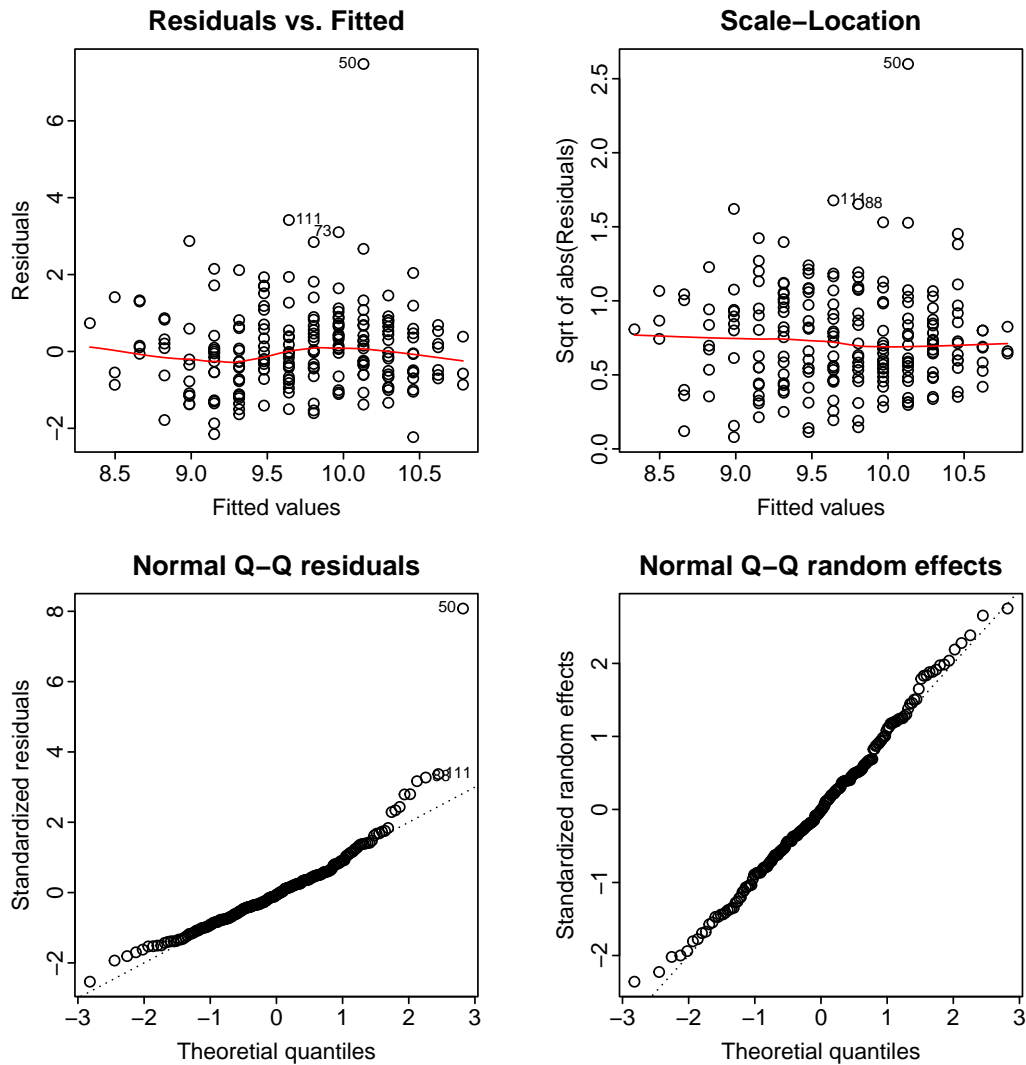 Residuals vs. Fitted
Residuals
−2
0
2
4
6
50
111
73
8.5 9.0 9.5 10.0 10.5
Fitted values
Scale−Location
Sqrt of abs(Residuals)
0.0
0.5
1.0
1.5
2.0
2.5
50
111
88
8.5 9.0 9.5 10.0 10.5
Fitted values
Normal Q−Q residuals
Standardized residuals
−2
0
2
4
6
8
50
111
−3 −2 −1 0 1 2 3
Theoretial quantiles
Normal Q−Q random effects
Standardized random effects
−2
−1
0
1
2
−3 −2 −1 0 1 2 3
Theoretial quantiles